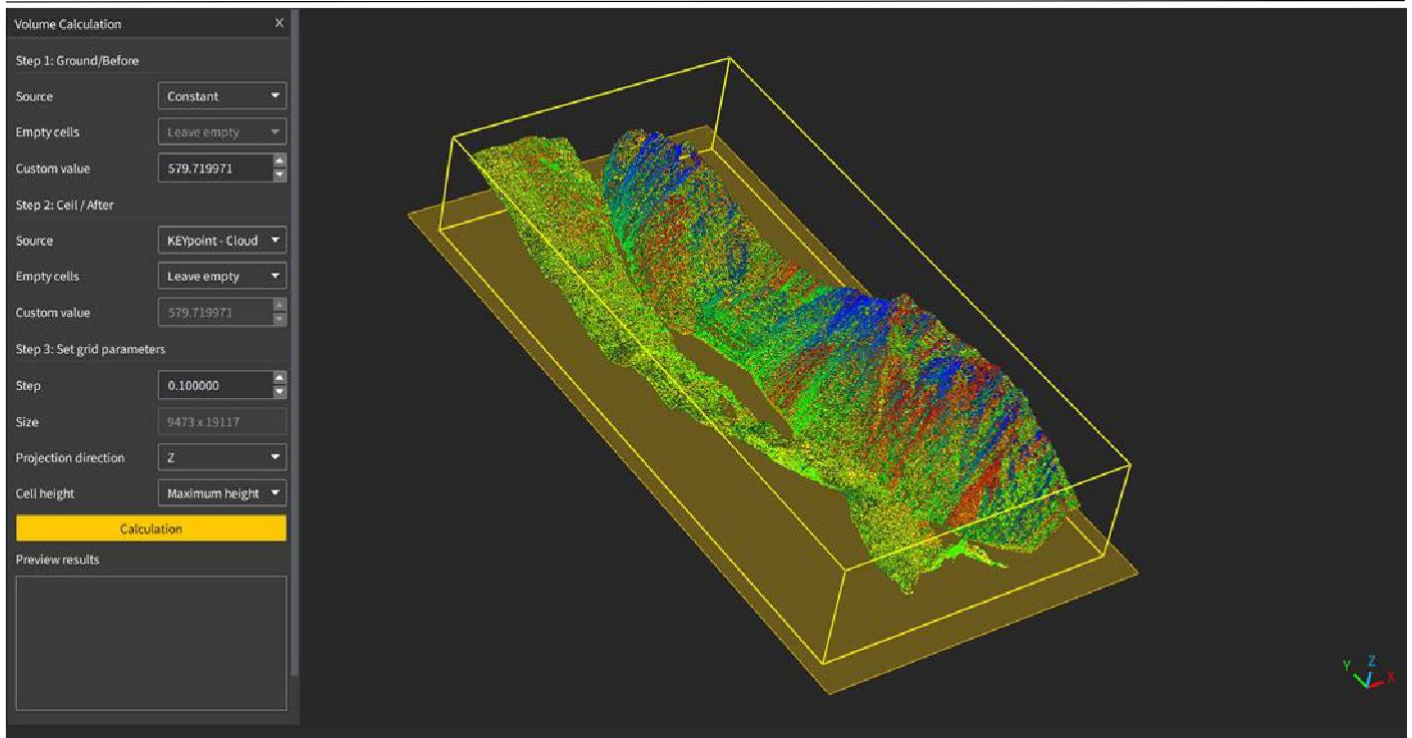 Volume Calculation X
Step 1: Ground/Before
Source Constant
Empty cells Leave empty
Custom value 579.719971
Step 2: Ceil / After
Source KEYpoint - Cloud
Empty cells Leave empty
Custom value 579.719971
Step 3: Set grid parameters
Step 0.100000
Size 9473 x 19117
Projection direction Z
Cell height Maximum height
Calculation
Preview results
Y Z X